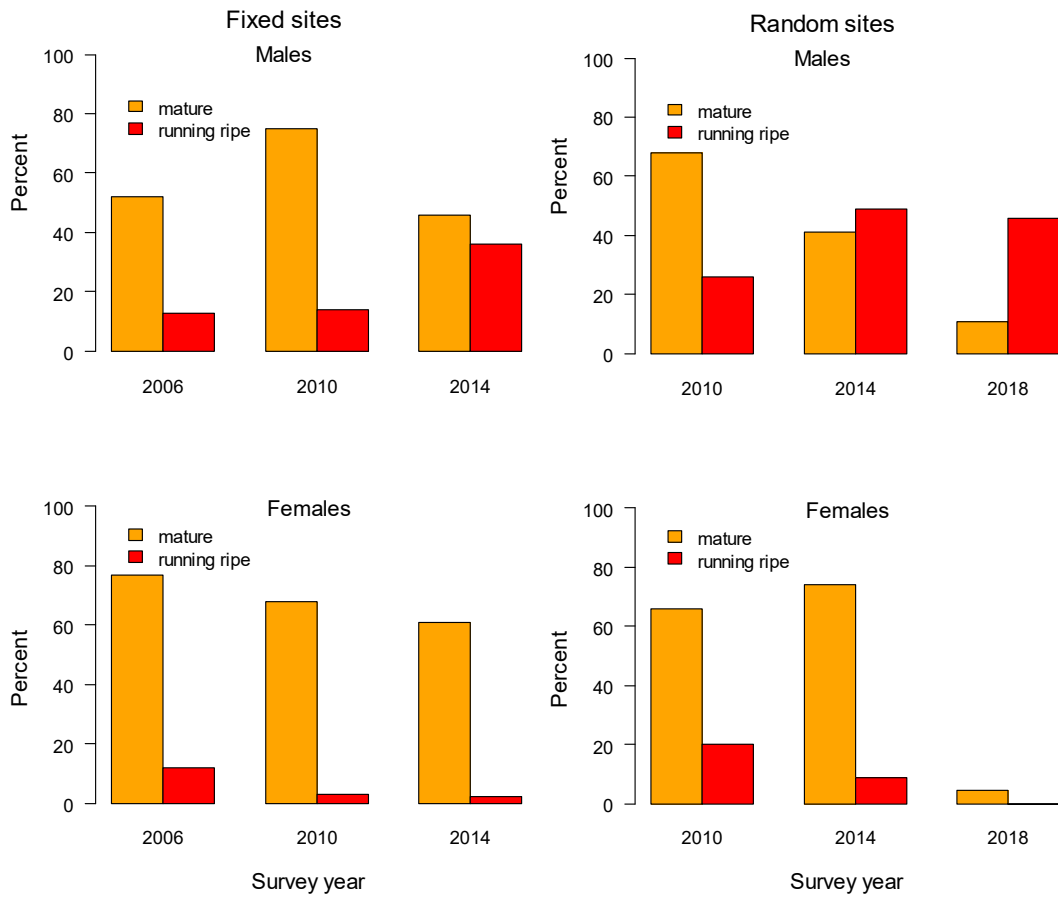 Fixed sites
Males
100
80
60
40
20
0
Percent
mature
running ripe
2006
2010
2014
Random sites
Males
100
80
60
40
20
0
Percent
mature
running ripe
2010
2014
2018
Females
100
80
60
40
20
0
Percent
mature
running ripe
2006
2010
2014
Survey year
Females
100
80
60
40
20
0
Percent
mature
running ripe
2010
2014
2018
Survey year